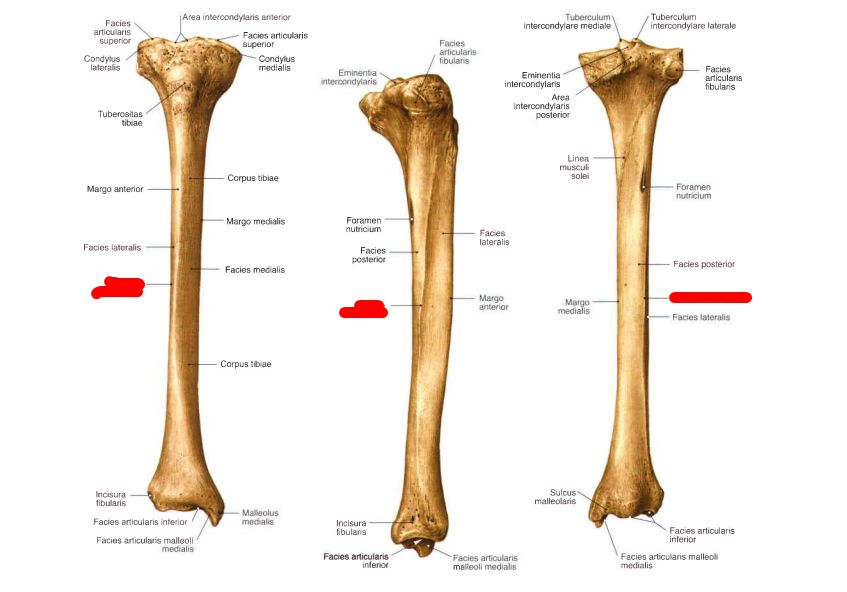 Facies
articularis
superior
Area intercondylaris anterior
Facies articularis
superior
Condylus
lateralis
Condylus
medialis
Tuberositas
tibiae
Corpus tibiae
Margo anterior
Margo medialis
Facies lateralis
Facies medialis
Corpus tibiae
Incisura
fibularis
Facies articularis inferior
Malleolus
medialis
Facies articularis malleoli
medialis
Facies
articularis
fibularis
Eminentia
intercondylaris
Foramen
nutricium
Facies
lateralis
Facies
posterior
Margo
anterior
Incisura
fibularis
Facies articularis
inferior
Facies articularis
malleoli medialis
Tuberculum
intercondylare mediale
Tuberculum
intercondylare laterale
Eminentia
intercondylaris
Facies
articularis
fibularis
Area
intercondylaris
posterior
Linea
musculi
solei
Foramen
nutricium
Facies posterior
Margo
medialis
Facies lateralis
Sulcus
malleolaris
Facies articularis
inferior
Facies articularis malleoli
medialis